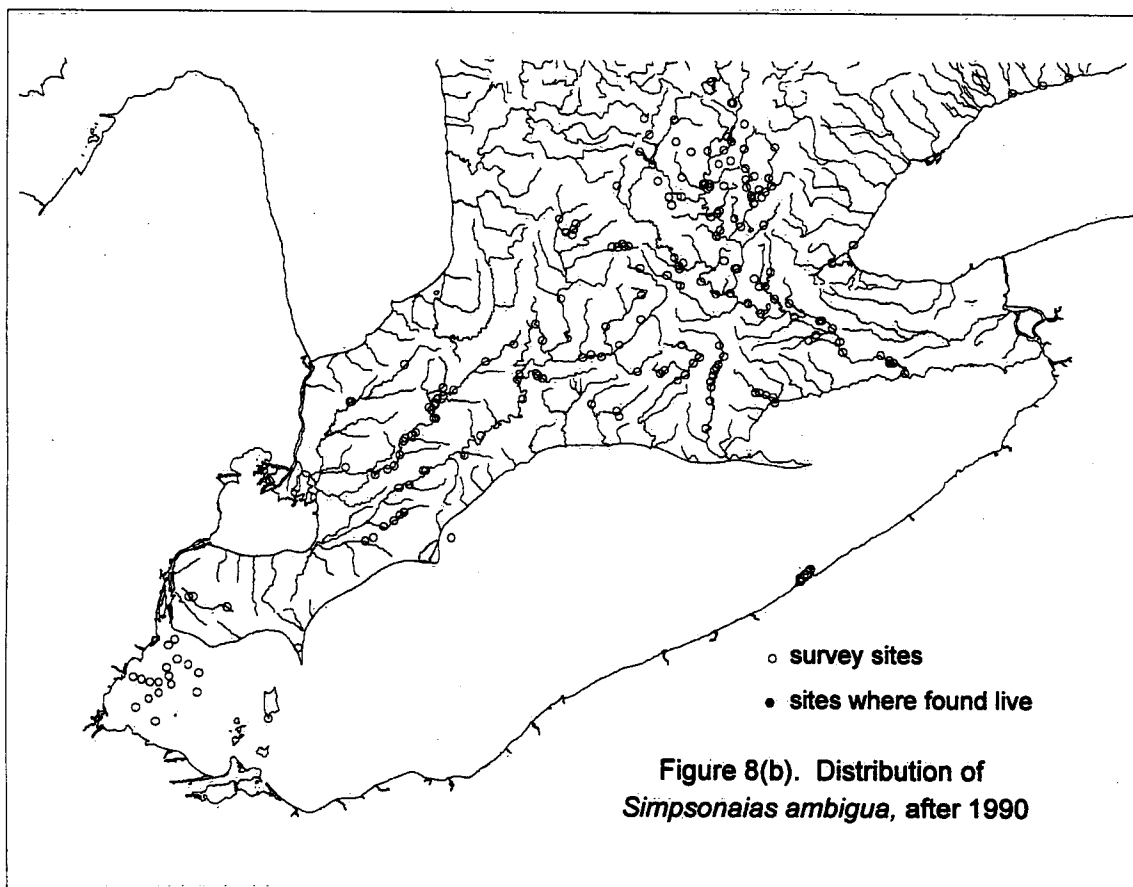 survey sites
sites where found live
Figure 8(b). Distribution of
Simpsonaias ambigua, after 1990